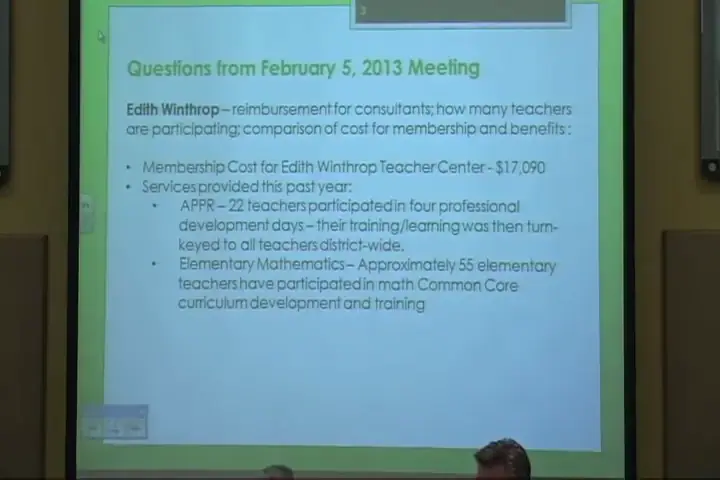 3
Questions from February 5, 2013 Meeting
Edith Winthrop – reimbursement for consultants; how many teachers
are participating; comparison of cost for membership and benefits :
• Membership Cost for Edith Winthrop Teacher Center - $17,090
• Services provided this past year:
• APPR – 22 teachers participated in four professional
development days – their training/learning was then turn-
keyed to all teachers district-wide.
• Elementary Mathematics – Approximately 55 elementary
teachers have participated in math Common Core
curriculum development and training